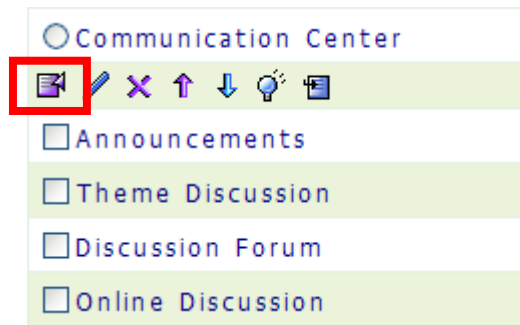 Communication Center
Announcements
Theme Discussion
Discussion Forum
Online Discussion